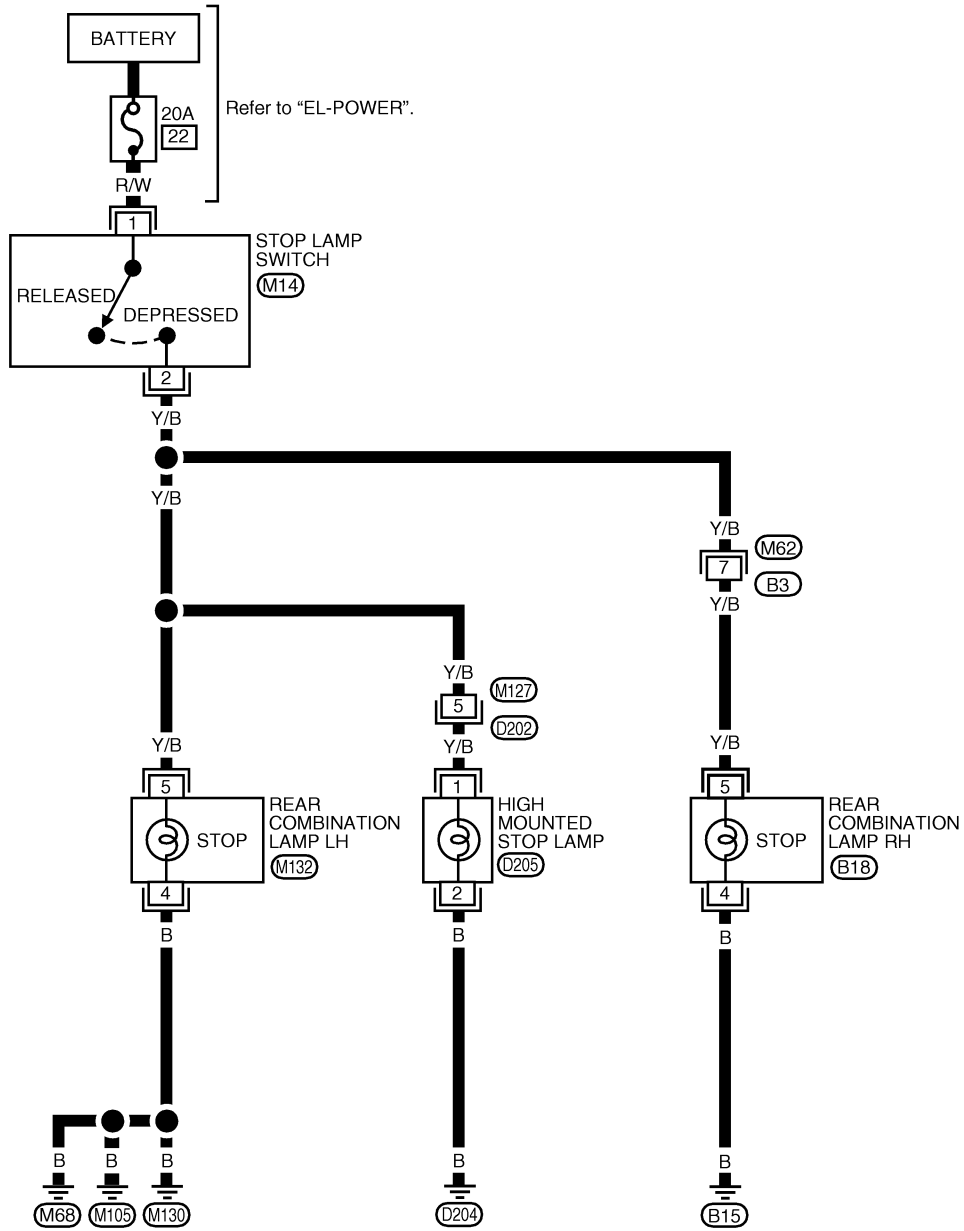 BATTERY
20A
22
Refer to “EL-POWER”.
R/W
1
STOP LAMP
SWITCH
M14
RELEASED
DEPRESSED
2
Y/B
Y/B
Y/B
M62
7
B3
Y/B
Y/B
M127
5
D202
Y/B
Y/B
Y/B
5
STOP
REAR
COMBINATION
LAMP LH
M132
4
B
1
HIGH
MOUNTED
STOP LAMP
D205
2
B
5
STOP
REAR
COMBINATION
LAMP RH
B18
4
B
B
B
B
B
B
M68
M105
M130
D204
B15